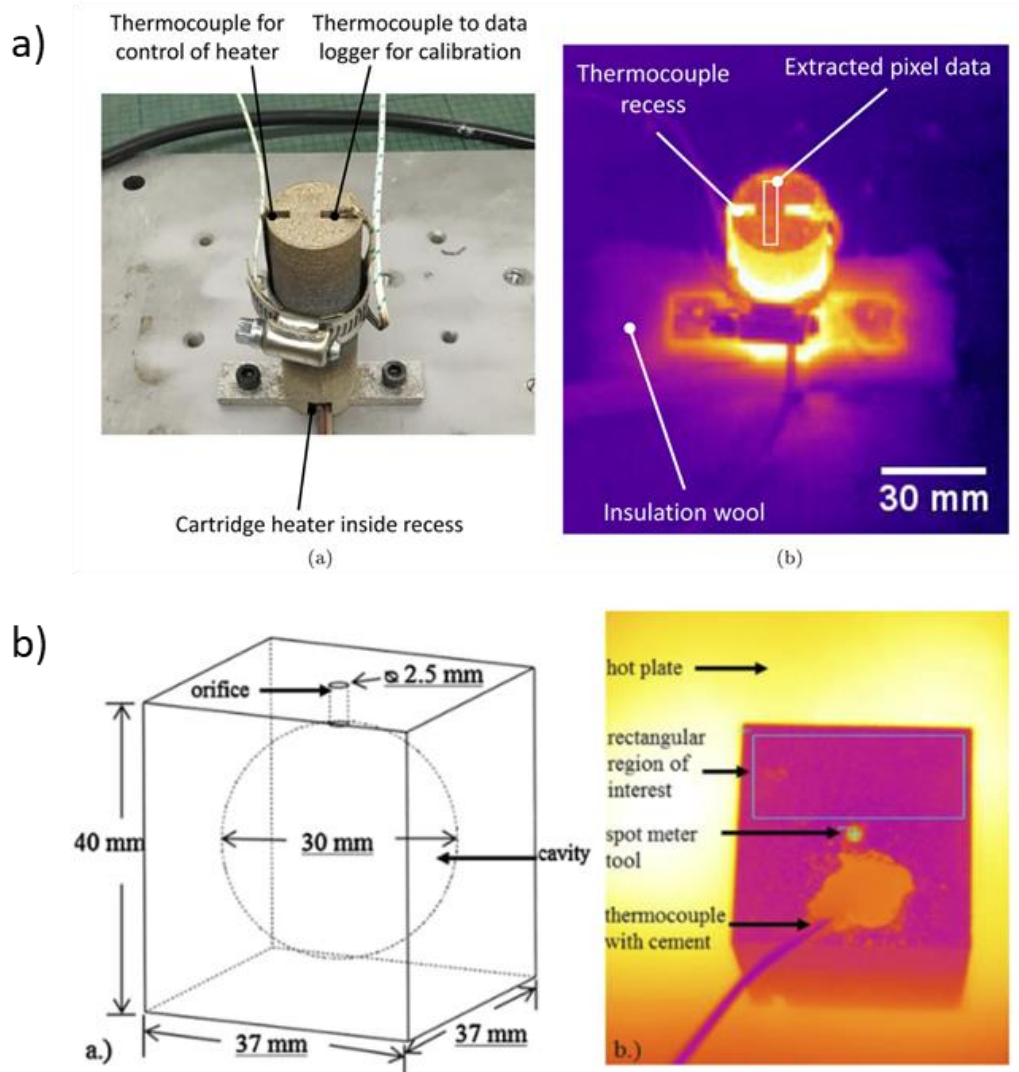 a)
Thermocouple for
control of heater
Thermocouple to data
logger for calibration
Cartridge heater inside recess
(a)
Thermocouple
recess
Extracted pixel data
Insulation wool
30 mm
(b)
b)
orifice
⌀ 2.5 mm
40 mm
30 mm
cavity
37 mm
37 mm
a.)
hot plate
rectangular
region of
interest
spot meter
tool
thermocouple
with cement
b.)